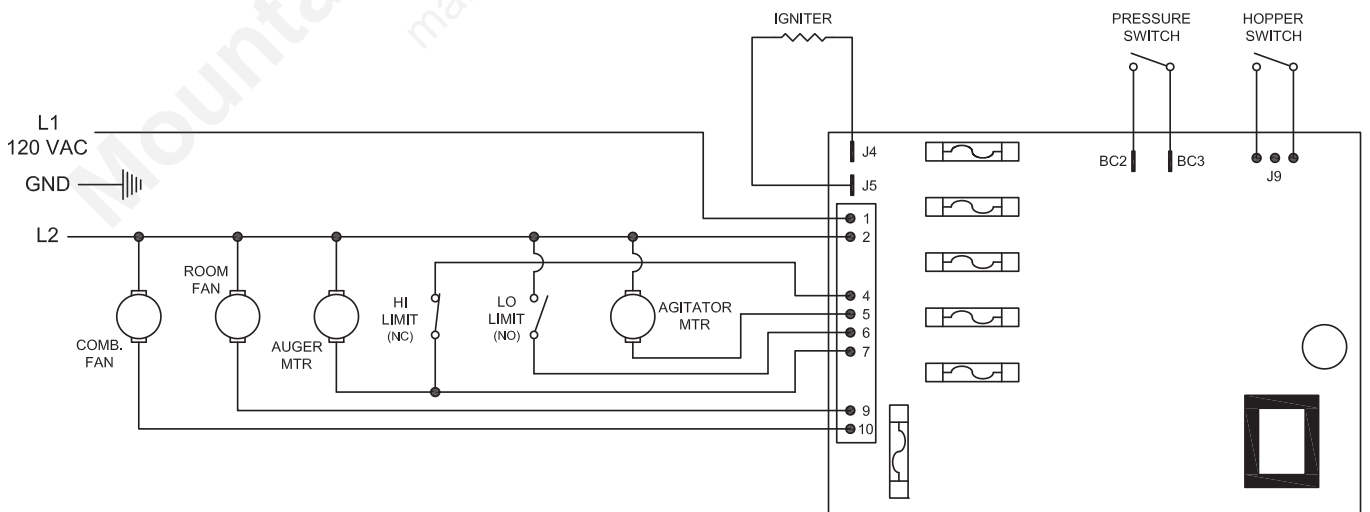 IGNITER
PRESSURE
SWITCH
HOPPER
SWITCH
L1
120 VAC
GND
L2
J4
J5
BC2
BC3
J9
1
2
4
5
6
7
9
10
ROOM
FAN
COMB.
FAN
AUGER
MTR
HI
LIMIT
(NC)
LO
LIMIT
(NO)
AGITATOR
MTR